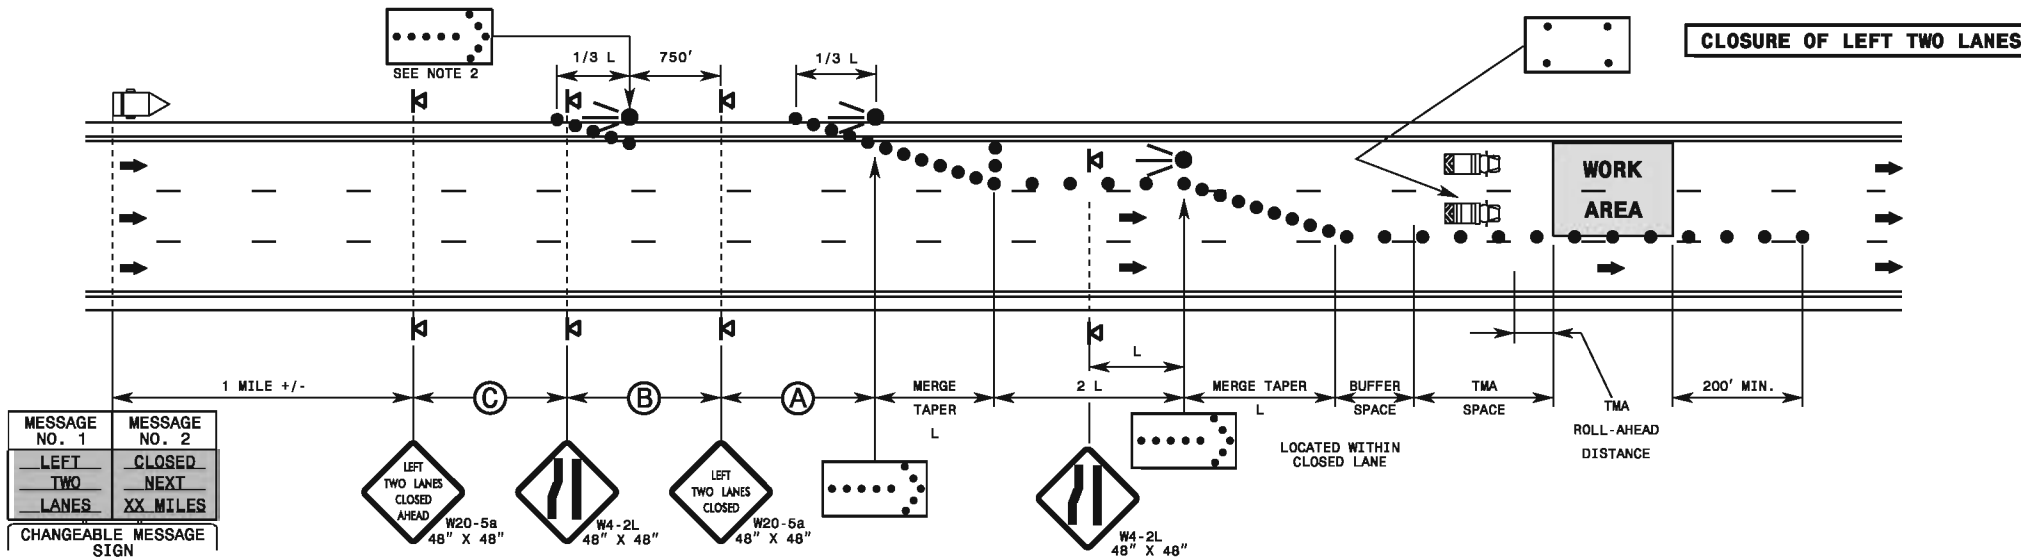 CLOSURE OF LEFT TWO LANES
SEE NOTE 2
1/3 L
750'
1/3 L
WORK
AREA
1 MILE +/-
C
B
A
MERGE
TAPER
L
2 L
L
MERGE TAPER
L
BUFFER
SPACE
TMA
SPACE
TMA
ROLL-AHEAD
DISTANCE
200' MIN.
LOCATED WITHIN
CLOSED LANE
MESSAGE
NO. 1
LEFT
TWO
LANES
MESSAGE
NO. 2
CLOSED
NEXT
XX MILES
CHANGEABLE MESSAGE
SIGN
LEFT
TWO LANES
CLOSED
AHEAD
W20-5a
48" X 48"
W4-2L
48" X 48"
LEFT
TWO LANES
CLOSED
W20-5a
48" X 48"
W4-2L
48" X 48"